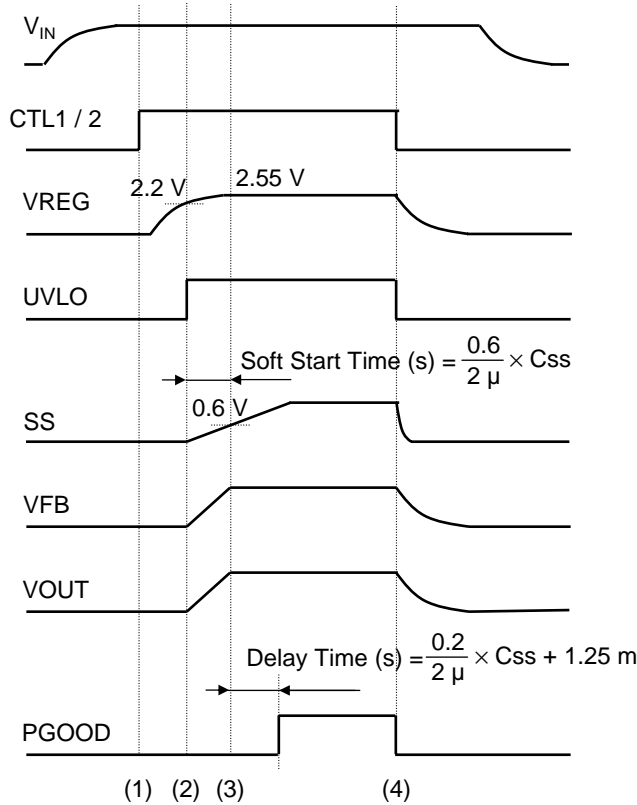 V_IN
CTL1 / 2
2.2 V
2.55 V
VREG
UVLO
Soft Start Time (s) = 0.6 / 2 µ × Css
0.6 V
SS
VFB
VOUT
Delay Time (s) = 0.2 / 2 µ × Css + 1.25 m
PGOOD
(1) (2) (3) (4)